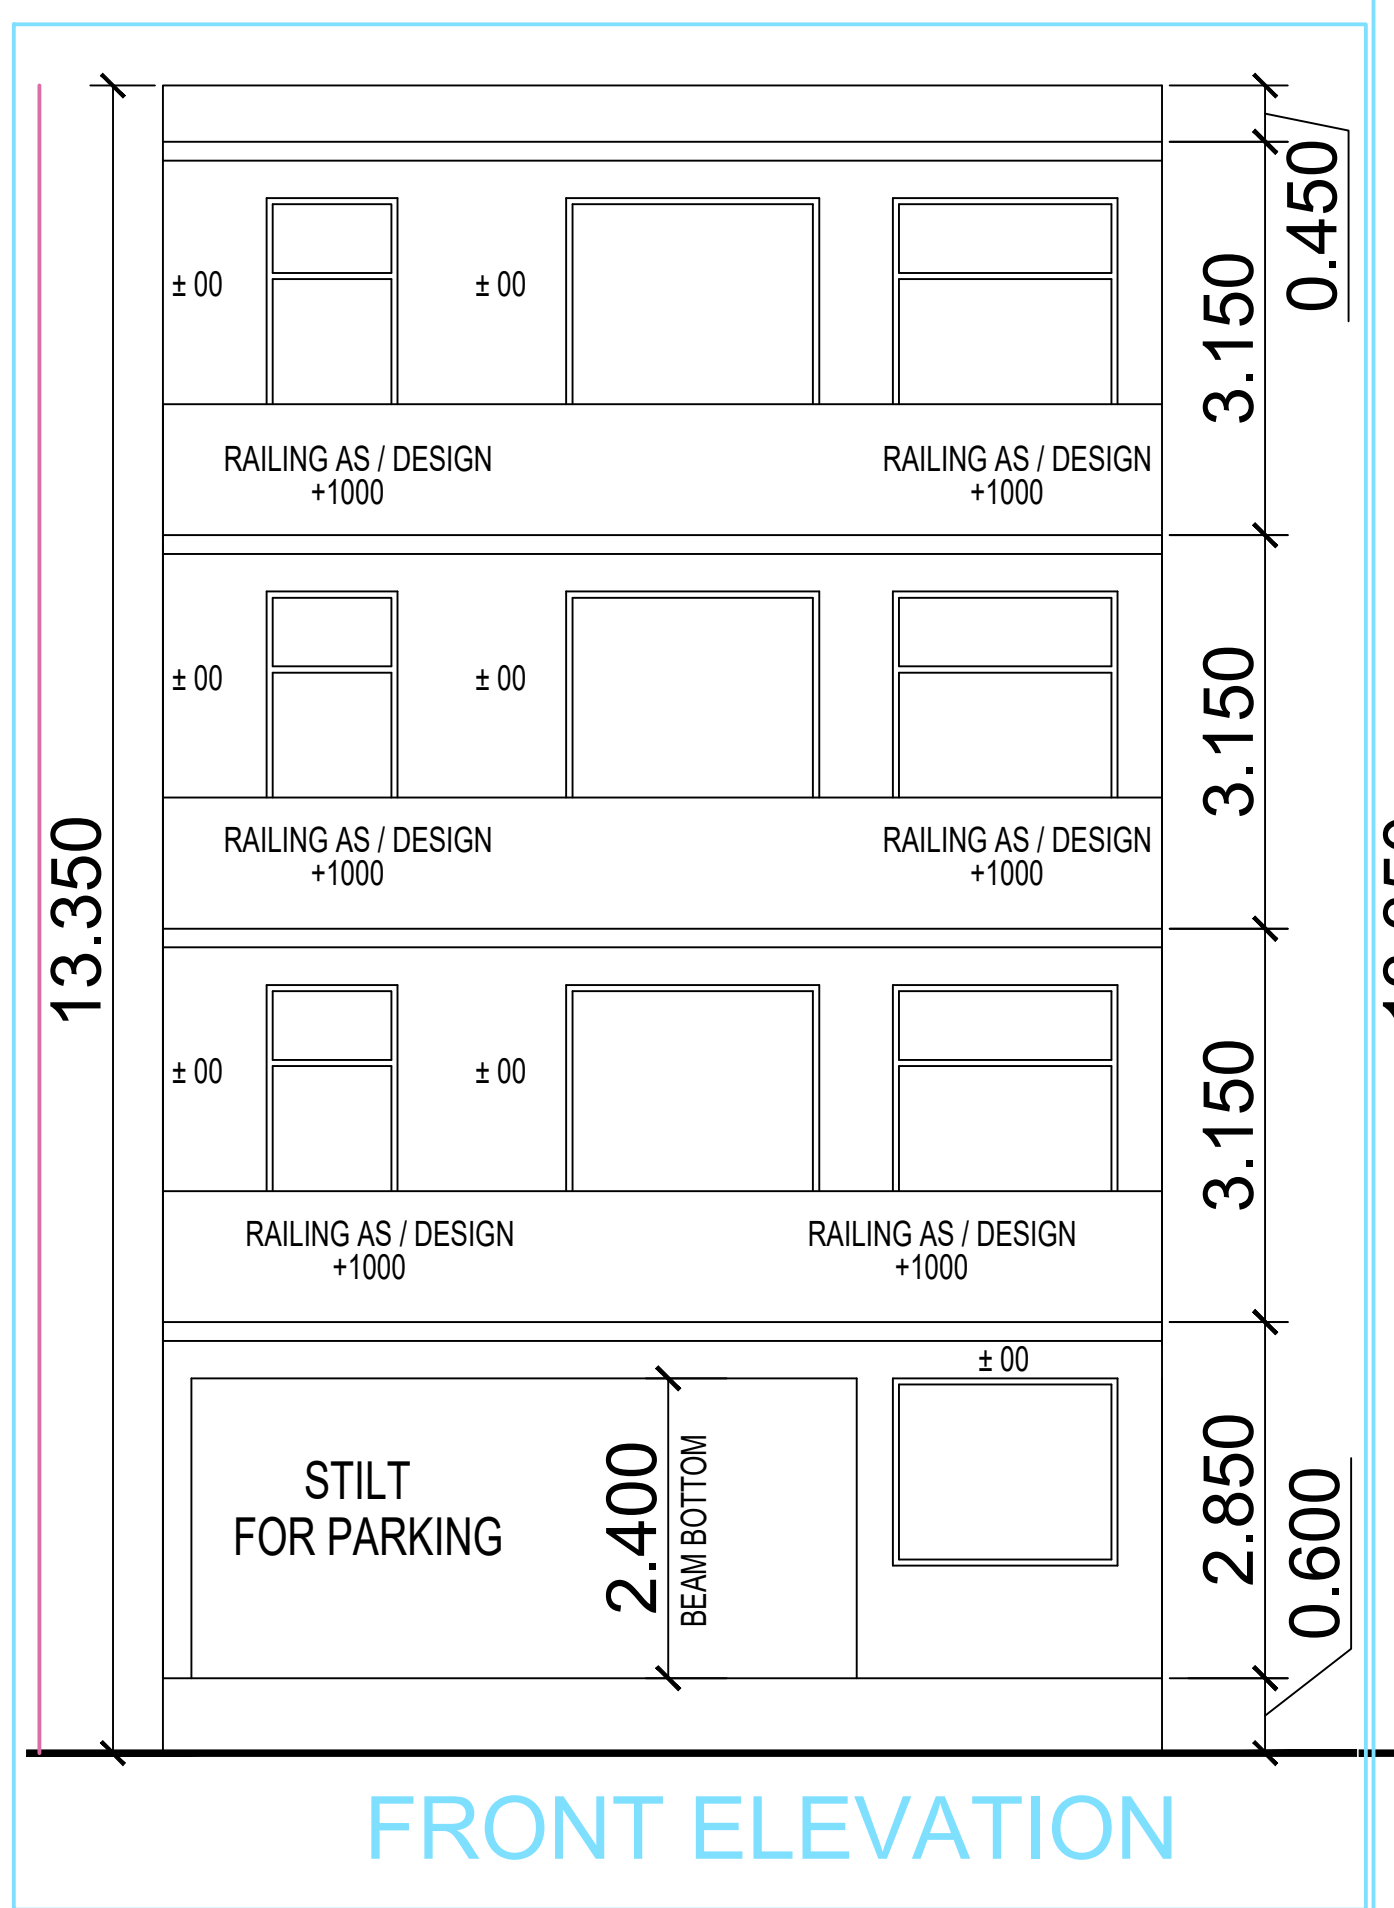 0.450
± 00
± 00
3.150
RAILING AS / DESIGN
+1000
RAILING AS / DESIGN
+1000
± 00
± 00
3.150
RAILING AS / DESIGN
+1000
RAILING AS / DESIGN
+1000
13.350
± 00
± 00
3.150
RAILING AS / DESIGN
+1000
RAILING AS / DESIGN
+1000
± 00
STILT
FOR PARKING
2.400
BEAM BOTTOM
2.850
0.600
FRONT ELEVATION